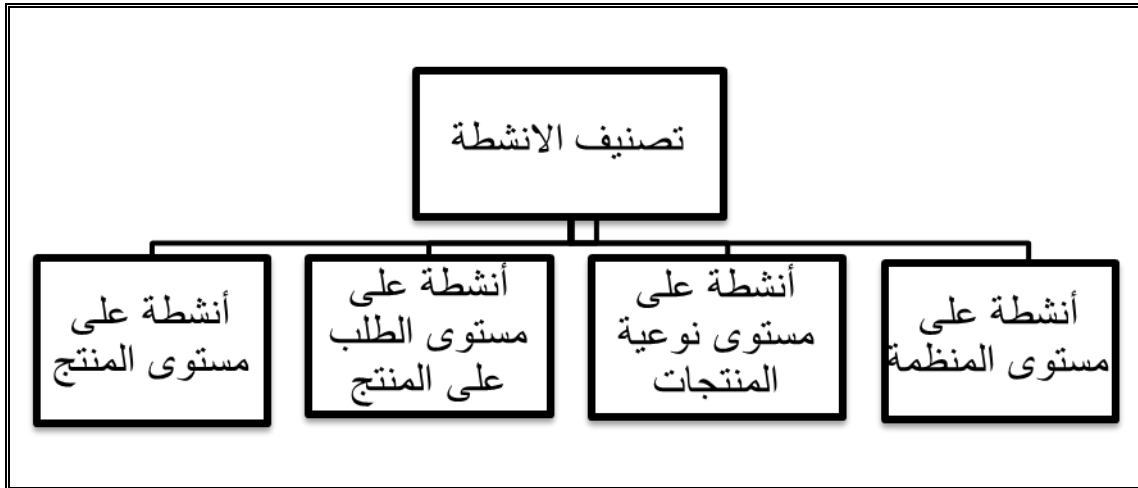 تصنيف الانشطة
أنشطة على
مستوى المنظمة
أنشطة على
مستوى نوعية
المنتجات
أنشطة على
مستوى الطلب
على المنتج
أنشطة على
مستوى المنتج